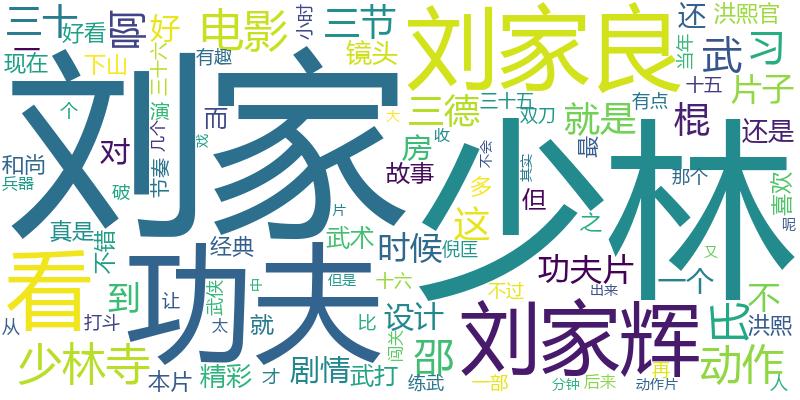 三十
好看
啊
好
电影
小时
三节
刘家良
还
洪熙官
一
现在
下山
三十六
有趣
镜头
当年
武
习
刘家
演
而
三德
三十五
有点
十五
片子
几个
个
节奏
戏
对
大
房
收
双刀
就是
最
棍
还是
和尚
兵器
破
故事
多
不会
其实
但
那个
喜欢
少林
真是
不错
经典
武术
时候
倪匡
这
之
呢
片
看
功夫
到
武侠
中
但是
十六
功夫片
一个
又
不
从
打斗
让
太
就
比
设计
不过
出来
刘家辉
出
洪熙
少林寺
本片
精彩
才
剧情
武打
闯关
邵
练武
一部
分钟
后来
再
动作片
动作
人